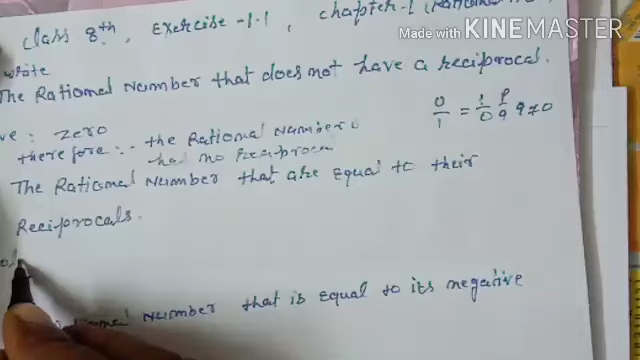 Made with KINEMASTER
Class 8th, Exercise -1.1, Chapter-1 (Rational
write
The Rational Number that does not have a reciprocal.
Zero
0/1 = 1/0 p/q q≠0
therefore :- the Rational Number 0
has no Reciprocal
The Rational Number that are Equal to their
Reciprocals.
Number that is Equal to its negative